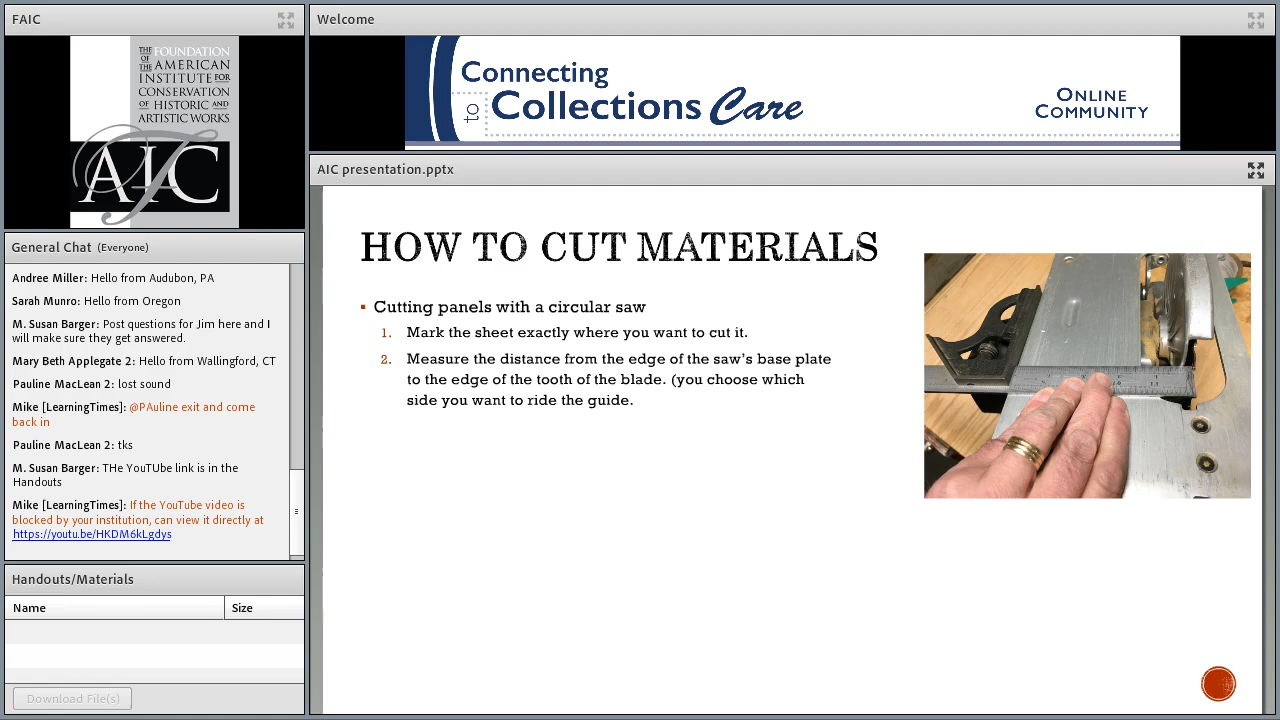 FAIC
THE FOUNDATION
OF THE AMERICAN
INSTITUTE FOR
CONSERVATION
OF HISTORIC AND
ARTISTIC WORKS
AIC
Welcome
Connecting
to Collections Care
ONLINE
COMMUNITY
General Chat (Everyone)
Andree Miller: Hello from Audubon, PA
Sarah Munro: Hello from Oregon
M. Susan Barger: Post questions for Jim here and I
will make sure they get answered.
Mary Beth Applegate 2: Hello from Wallingford, CT
Pauline MacLean 2: lost sound
Mike [LearningTimes]: @PAuline exit and come
back in
Pauline MacLean 2: tks
M. Susan Barger: THe YouTUbe link is in the
Handouts
Mike [LearningTimes]: If the YouTube video is
blocked by your institution, can view it directly at
https://youtu.be/HKDM6kLgdys
Handouts/Materials
Name Size
Download File(s)
AIC presentation.pptx
HOW TO CUT MATERIALS
▪ Cutting panels with a circular saw
1. Mark the sheet exactly where you want to cut it.
2. Measure the distance from the edge of the saw's base plate
to the edge of the tooth of the blade. (you choose which
side you want to ride the guide.